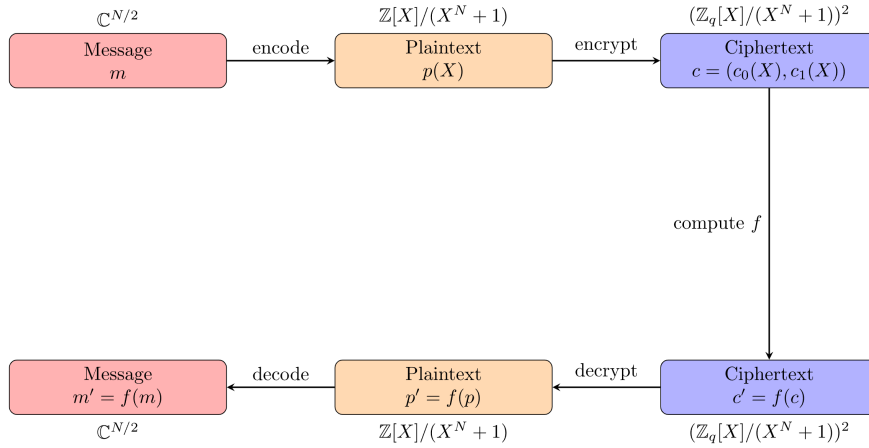 ℂ^{N/2} ℤ[X]/(X^N + 1) (ℤ_q[X]/(X^N + 1))^2
Message encode Plaintext encrypt Ciphertext
m p(X) c = (c_0(X), c_1(X))
compute f
Message decode Plaintext decrypt Ciphertext
m′ = f(m) p′ = f(p) c′ = f(c)
ℂ^{N/2} ℤ[X]/(X^N + 1) (ℤ_q[X]/(X^N + 1))^2